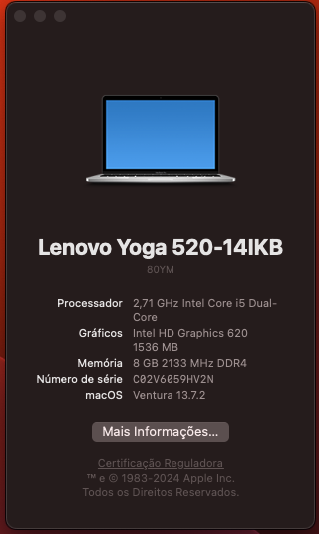 Lenovo Yoga 520-14IKB
80YM
Processador 2,71 GHz Intel Core i5 Dual-
Core
Gráficos Intel HD Graphics 620
1536 MB
Memória 8 GB 2133 MHz DDR4
Número de série C02V6059HV2N
macOS Ventura 13.7.2
Mais Informações...
Certificação Reguladora
™ e © 1983-2024 Apple Inc.
Todos os Direitos Reservados.